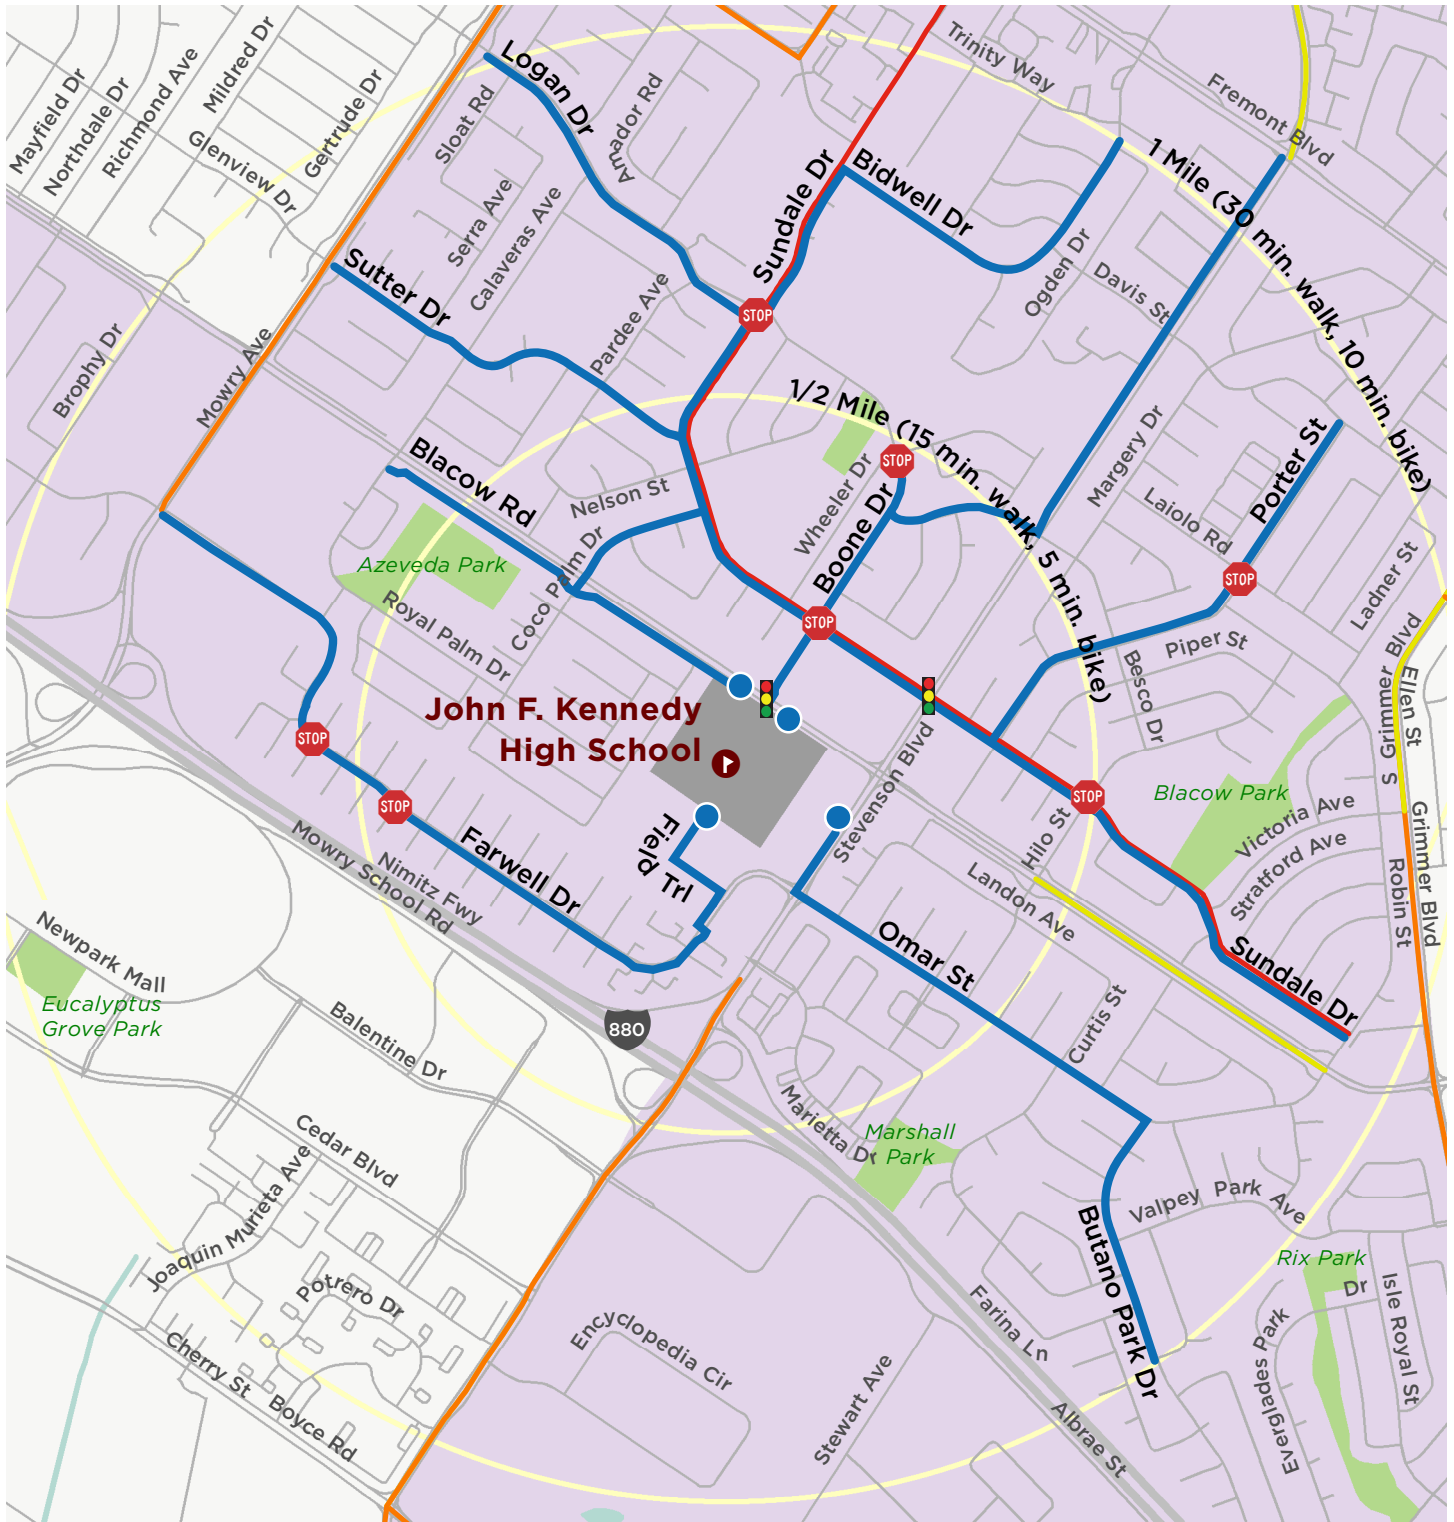 Mayfield Dr
Northdale Dr
Richmond Ave
Mildred Dr
Gertrude Dr
Glenview Dr
Logan Dr
Sloat Rd
Amador Rd
Serra Ave
Calaveras Ave
Sundale Dr
Bidwell Dr
Trinity Way
Fremont Blvd
1 Mile (30 min. walk, 10 min. bike)
Ogden Dr
Davis St
Sutter Dr
Pardee Ave
STOP
Brophy Dr
Mowry Ave
1/2 Mile (15 min. walk, 5 min. bike)
Blacow Rd
Nelson St
Wheeler Dr
STOP
Boone Dr
Margery Dr
Laiolo Rd
Porter St
STOP
Ladner St
Azeveda Park
Coco Palm Dr
Royal Palm Dr
STOP
Piper St
Besco Dr
S Grimmer Blvd
Ellen St
John F. Kennedy
High School
STOP
STOP
Stevenson Blvd
STOP
Hilo St
Blacow Park
Victoria Ave
Stratford Ave
Robin St
Grimmer Blvd
Field Trl
Farwell Dr
Nimitz Fwy
Mowry School Rd
Landon Ave
Omar St
Sundale Dr
Newpark Mall
Eucalyptus
Grove Park
Balentine Dr
880
Curtis St
Marietta Dr
Marshall
Park
Cedar Blvd
Joaquin Murieta Ave
Potrero Dr
Valpey Park Ave
Butano Park Dr
Rix Park
Everglades Park Dr
Isle Royal St
Farina Ln
Encyclopedia Cir
Stewart Ave
Albrae St
Cherry St
Boyce Rd